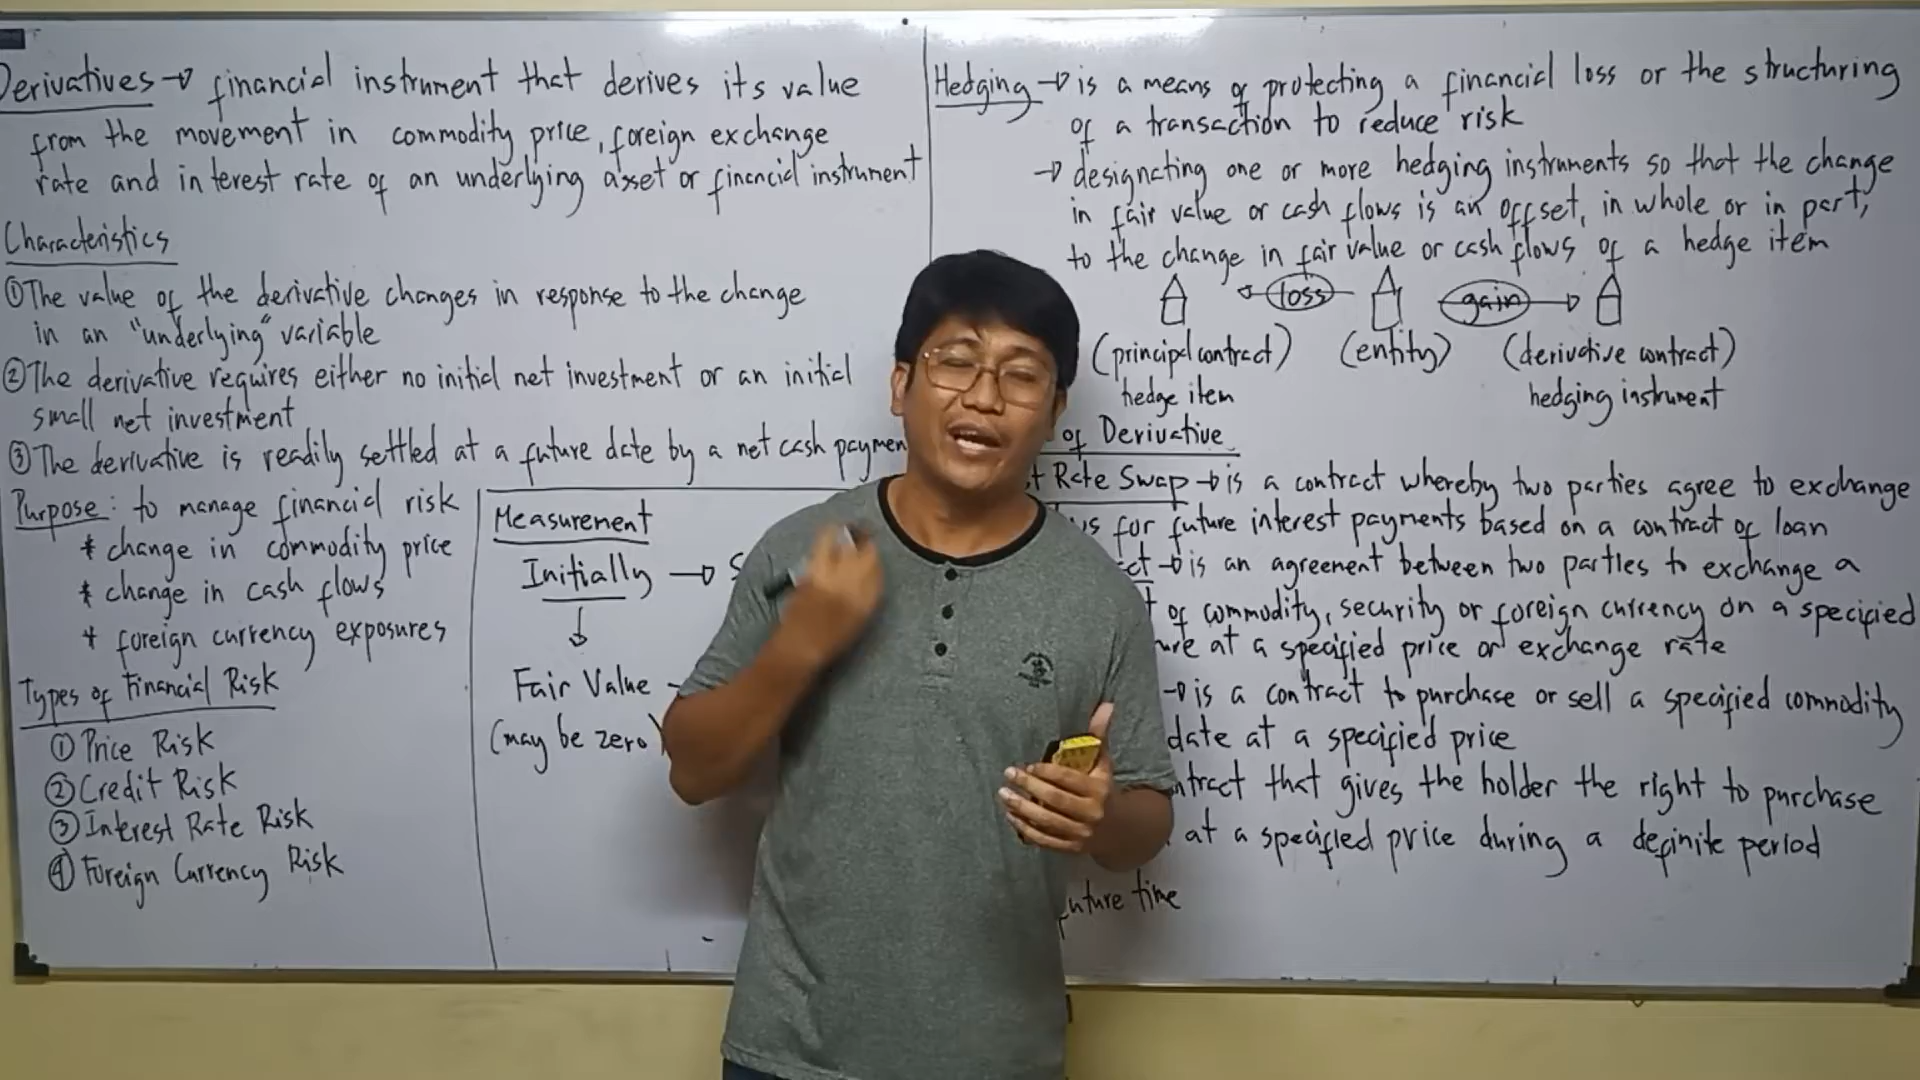 Derivatives → financial instrument that derives its value
from the movement in commodity price, foreign exchange
rate and interest rate of an underlying asset or financial instrument
Characteristics
① The value of the derivative changes in response to the change
in an "underlying" variable
② The derivative requires either no initial net investment or an initial
small net investment
③ The derivative is readily settled at a future date by a net cash
Purpose: to manage financial risk
* change in commodity price
* change in cash flows
* foreign currency exposures
Types of Financial Risk
① Price Risk
② Credit Risk
③ Interest Rate Risk
④ Foreign Currency Risk
Measurement
Initially →
Fair Value
(may be zero)
Hedging → is a means of protecting a financial loss or the structuring
of a transaction to reduce risk
→ designating one or more hedging instruments so that the change
in fair value or cash flows is an offset, in whole or in part,
to the change in fair value or cash flows of a hedge item
loss gain
(principal contract) (entity) (derivative contract)
hedge item hedging instrument
of Derivative
Rate Swap → is a contract whereby two parties agree to exchange
for future interest payments based on a contract of loan
→ is an agreement between two parties to exchange a
of commodity, security or foreign currency on a specified
at a specified price or exchange rate
→ is a contract to purchase or sell a specified commodity
date at a specified price
that gives the holder the right to purchase
at a specified price during a definite period
future time